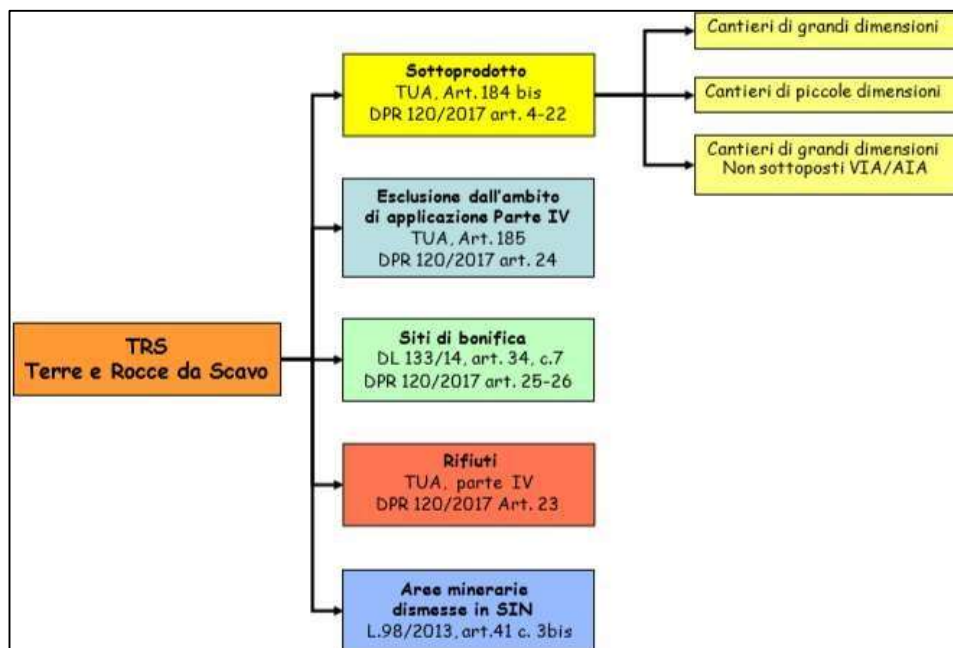 Cantieri di grandi dimensioni
Sottoprodotto
TUA, Art. 184 bis
DPR 120/2017 art. 4-22
Cantieri di piccole dimensioni
Cantieri di grandi dimensioni
Non sottoposti VIA/AIA
Esclusione dall'ambito
di applicazione Parte IV
TUA, Art. 185
DPR 120/2017 art. 24
TRS
Terre e Rocce da Scavo
Siti di bonifica
DL 133/14, art. 34, c.7
DPR 120/2017 art. 25-26
Rifiuti
TUA, parte IV
DPR 120/2017 Art. 23
Aree minerarie
dismesse in SIN
L.98/2013, art.41 c. 3bis